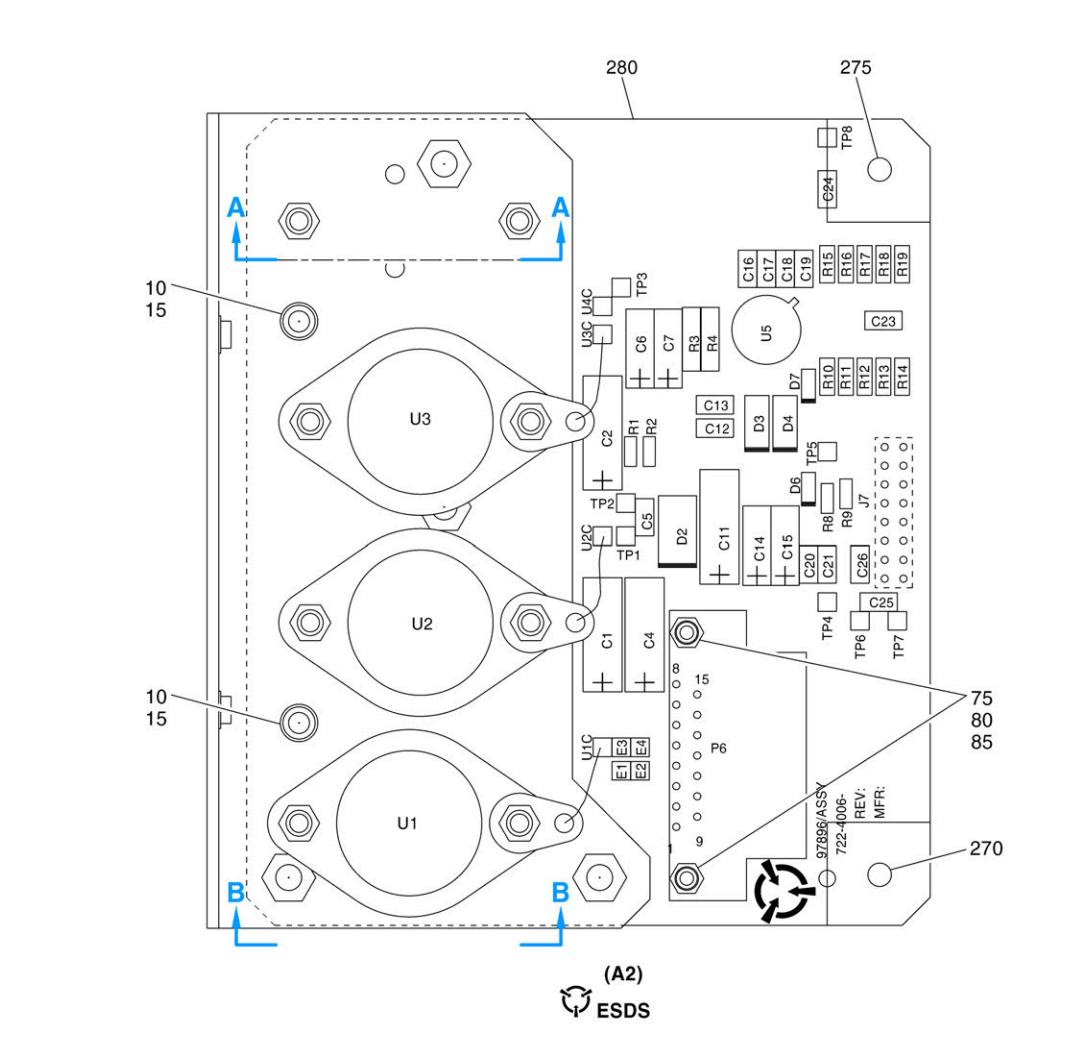 280
275
TP8
C24
A
A
10
15
TP3
U4C
U3C
C16
C17
C18
C19
R15
R16
R17
R18
R19
C6
C7
R3
R4
U5
C23
D7
R10
R11
R12
R13
R14
U3
C2
R1
R2
C13
C12
D3
D4
TP5
D6
R8
R9
J7
TP2
C5
U2C
TP1
D2
C11
C14
C15
C20
C21
C26
C25
TP4
TP6
TP7
U2
C1
C4
8
15
10
15
75
80
85
U1C
E3
E4
E1
E2
P6
U1
1
9
97896/ASSY
722-4006-
REV:
MFR:
270
B
B
(A2)
ESDS